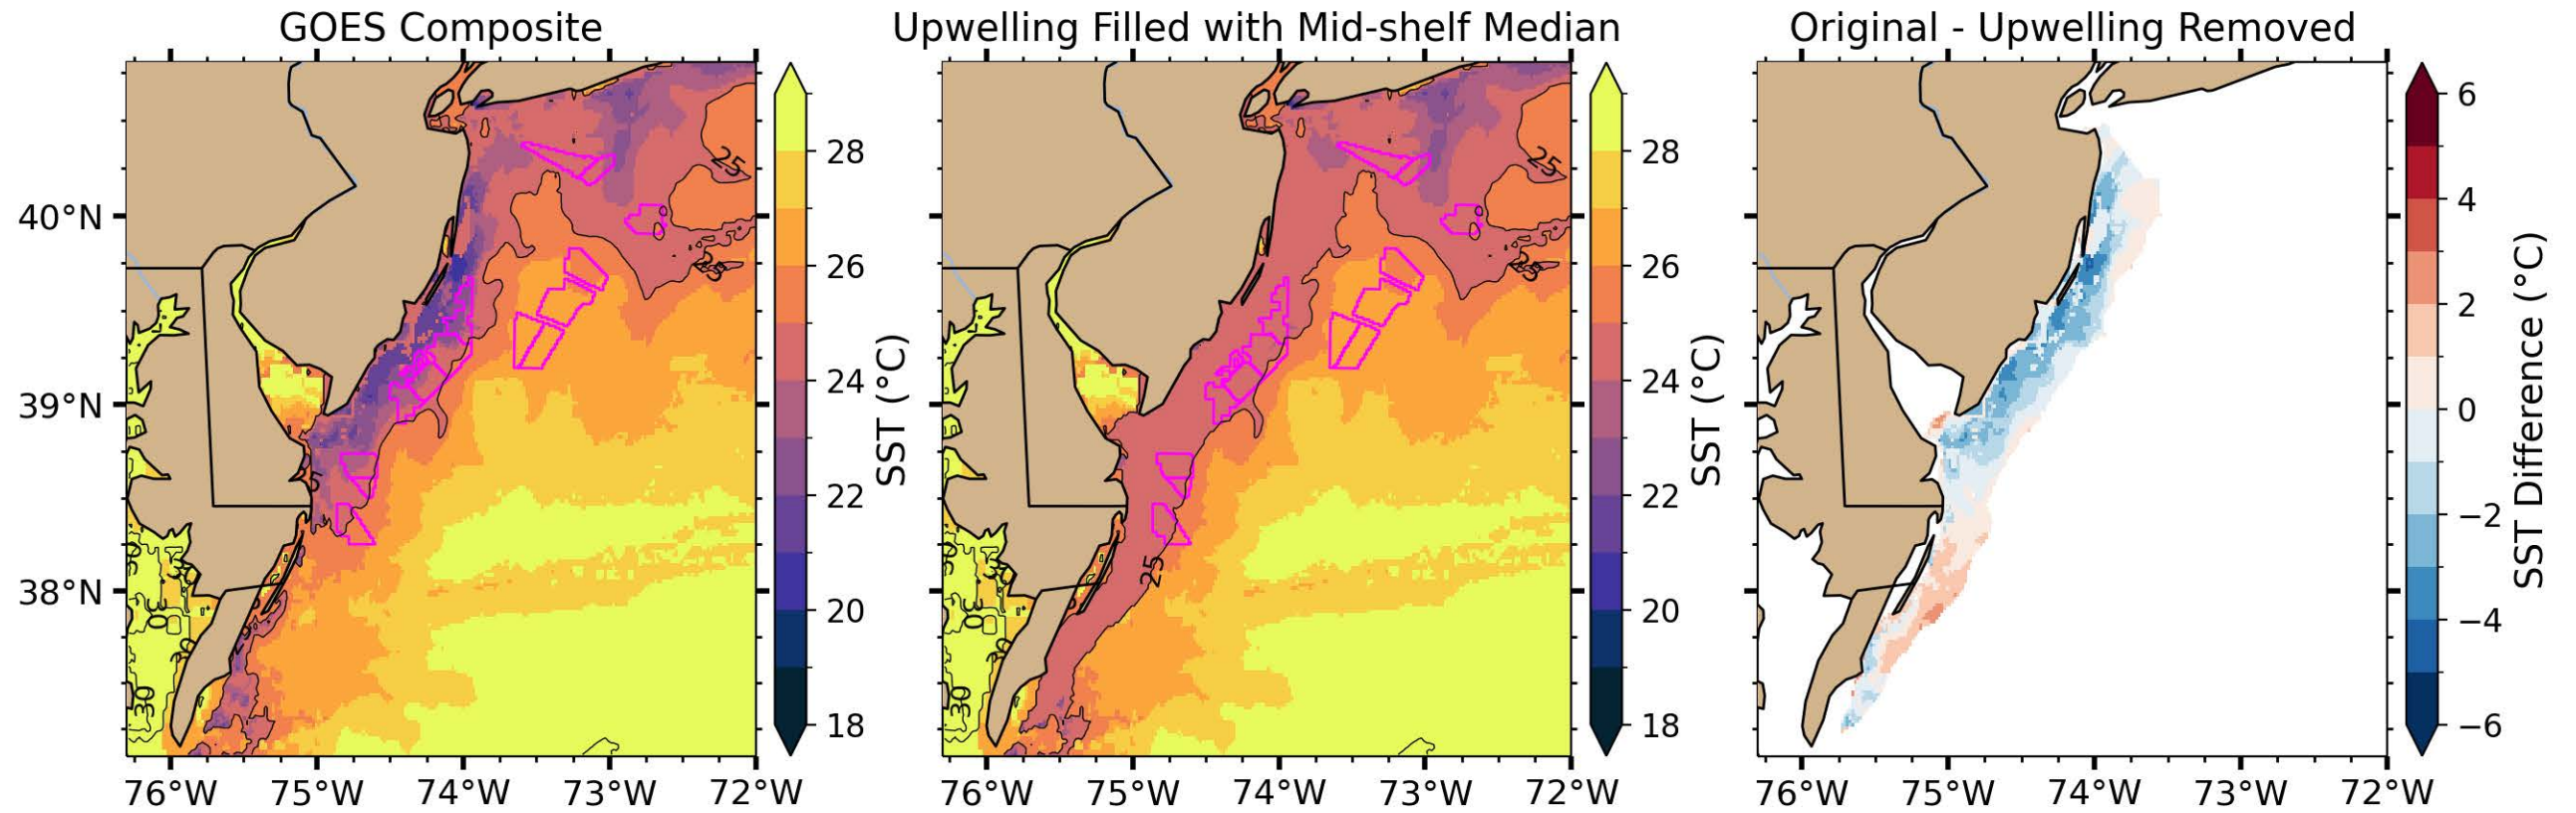 GOES Composite
Upwelling Filled with Mid-shelf Median
Original - Upwelling Removed
40°N
39°N
38°N
76°W
75°W
74°W
73°W
72°W
25
25
25
30
30
28
26
24
22
20
18
SST (°C)
76°W
75°W
74°W
73°W
72°W
25
25
25
30
30
28
26
24
22
20
18
SST (°C)
76°W
75°W
74°W
73°W
72°W
6
4
2
0
−2
−4
−6
SST Difference (°C)